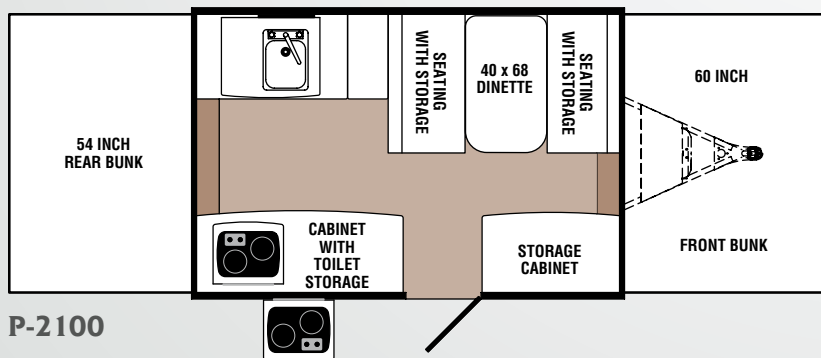 54 INCH
REAR BUNK
SEATING
WITH STORAGE
40 x 68
DINETTE
SEATING
WITH STORAGE
60 INCH
FRONT BUNK
CABINET
WITH
TOILET
STORAGE
STORAGE
CABINET
P-2100